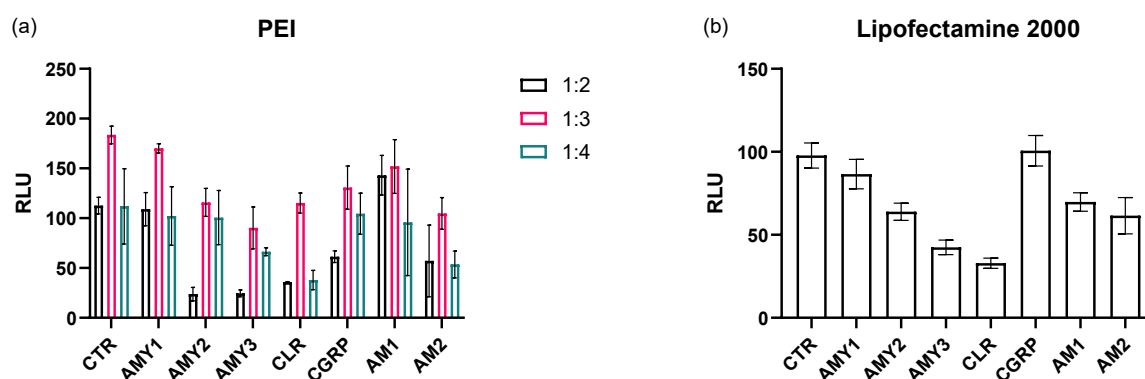 (a)
PEI
250
200
150
100
50
0
RLU
CTR
AMY1
AMY2
AMY3
CLR
CGRP
AM1
AM2
1:2
1:3
1:4
(b)
Lipofectamine 2000
150
100
50
0
RLU
CTR
AMY1
AMY2
AMY3
CLR
CGRP
AM1
AM2